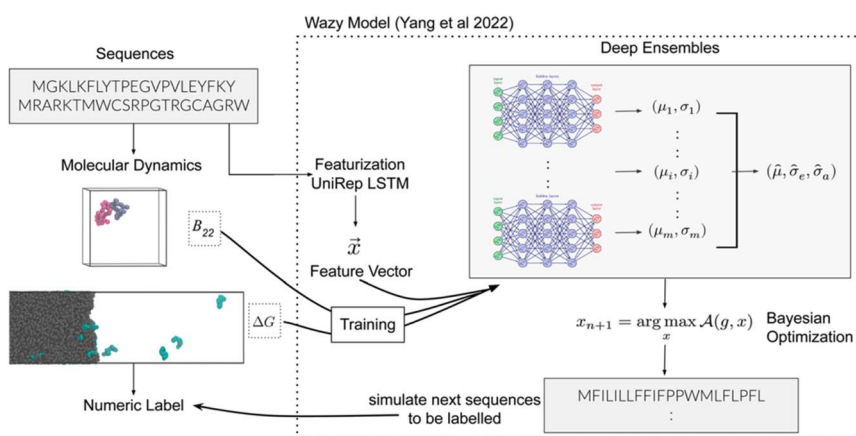 Wazy Model (Yang et al 2022)
Sequences
MGKLKFLYTPEGVPVLEYFKY
MRARKTMWCSRPGTRGCAGRW
Molecular Dynamics
B₂₂
ΔG
Numeric Label
Featurization
UniRep LSTM
x⃗
Feature Vector
Training
Deep Ensembles
(μ₁, σ₁)
(μᵢ, σᵢ)
(μₘ, σₘ)
(μ̂, σ̂ₑ, σ̂ₐ)
xₙ₊₁ = arg max 𝒜(g, x)
x
Bayesian
Optimization
MFILILLFFIFPPWMLFLPFL
simulate next sequences
to be labelled